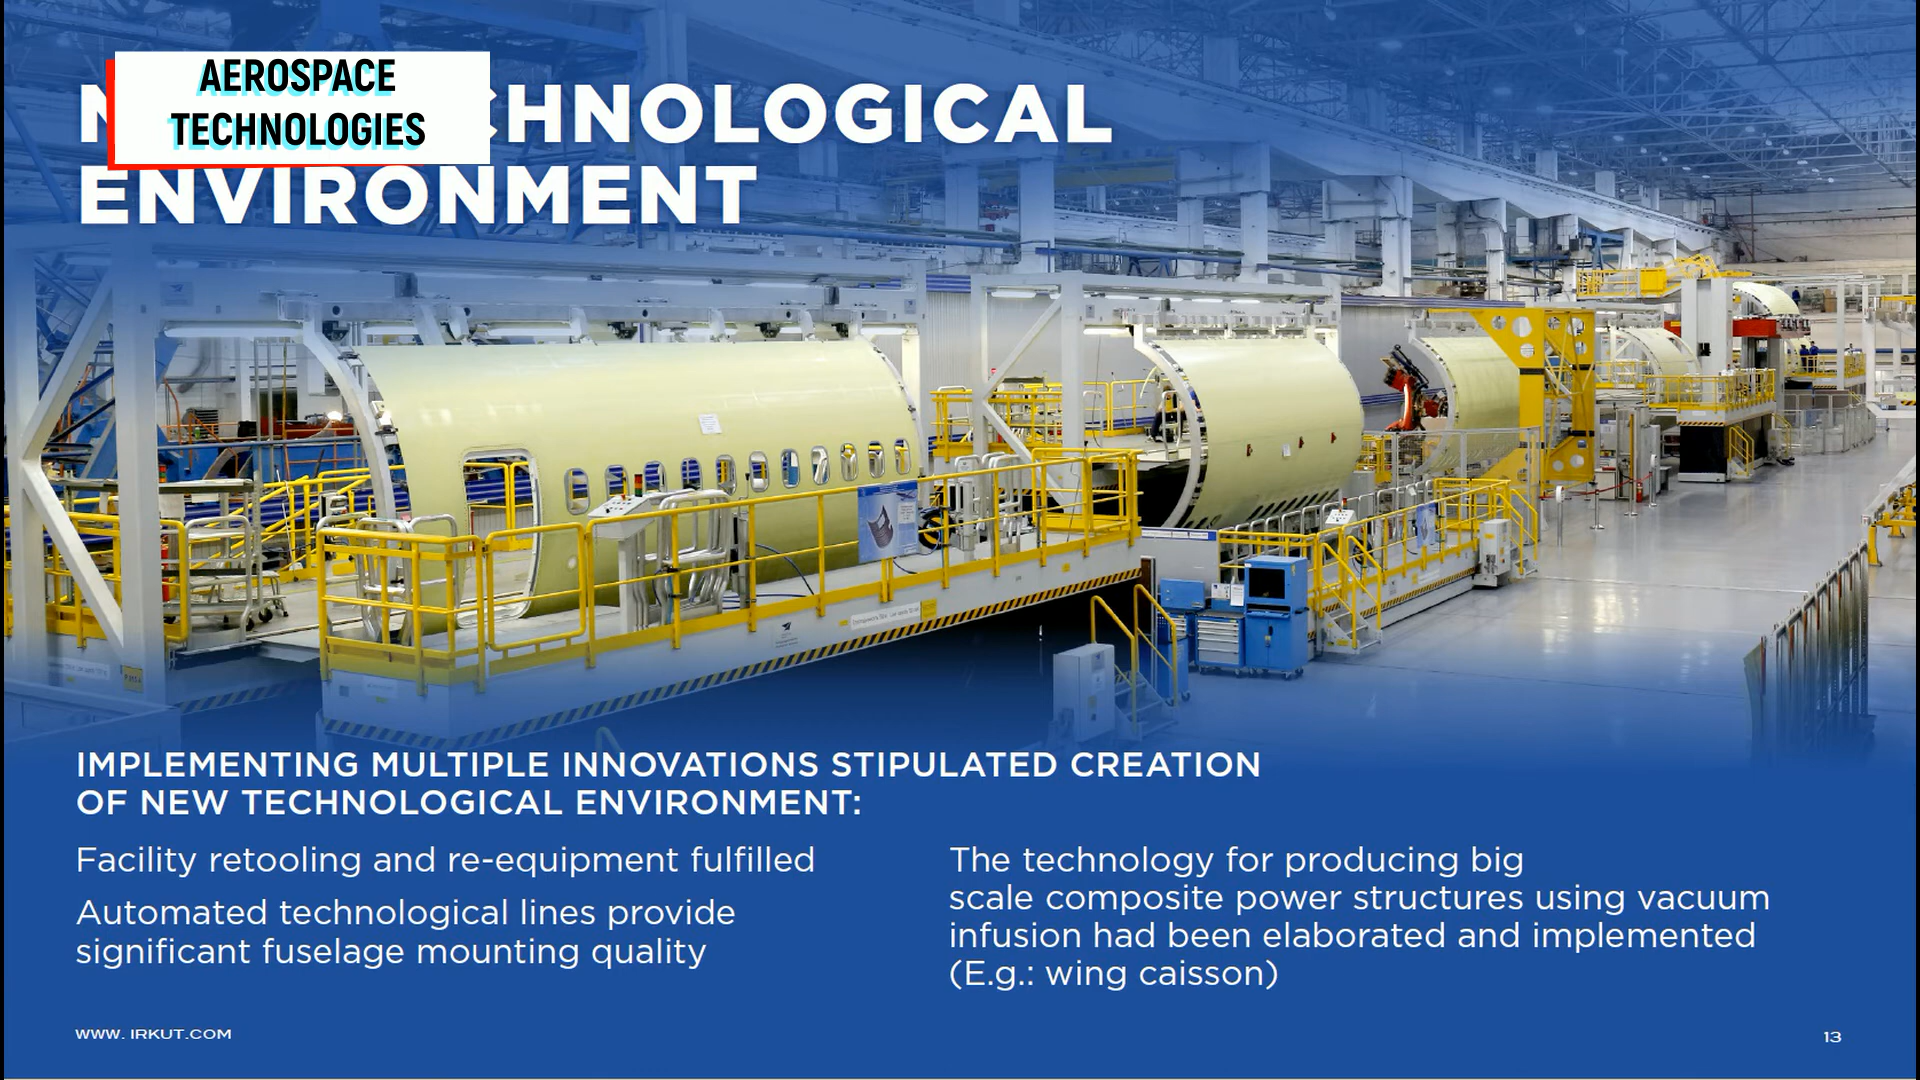 AEROSPACE
TECHNOLOGIES
CHNOLOGICAL
ENVIRONMENT
IMPLEMENTING MULTIPLE INNOVATIONS STIPULATED CREATION
OF NEW TECHNOLOGICAL ENVIRONMENT:
Facility retooling and re-equipment fulfilled
Automated technological lines provide
significant fuselage mounting quality
The technology for producing big
scale composite power structures using vacuum
infusion had been elaborated and implemented
(E.g.: wing caisson)
WWW. IRKUT.COM
13